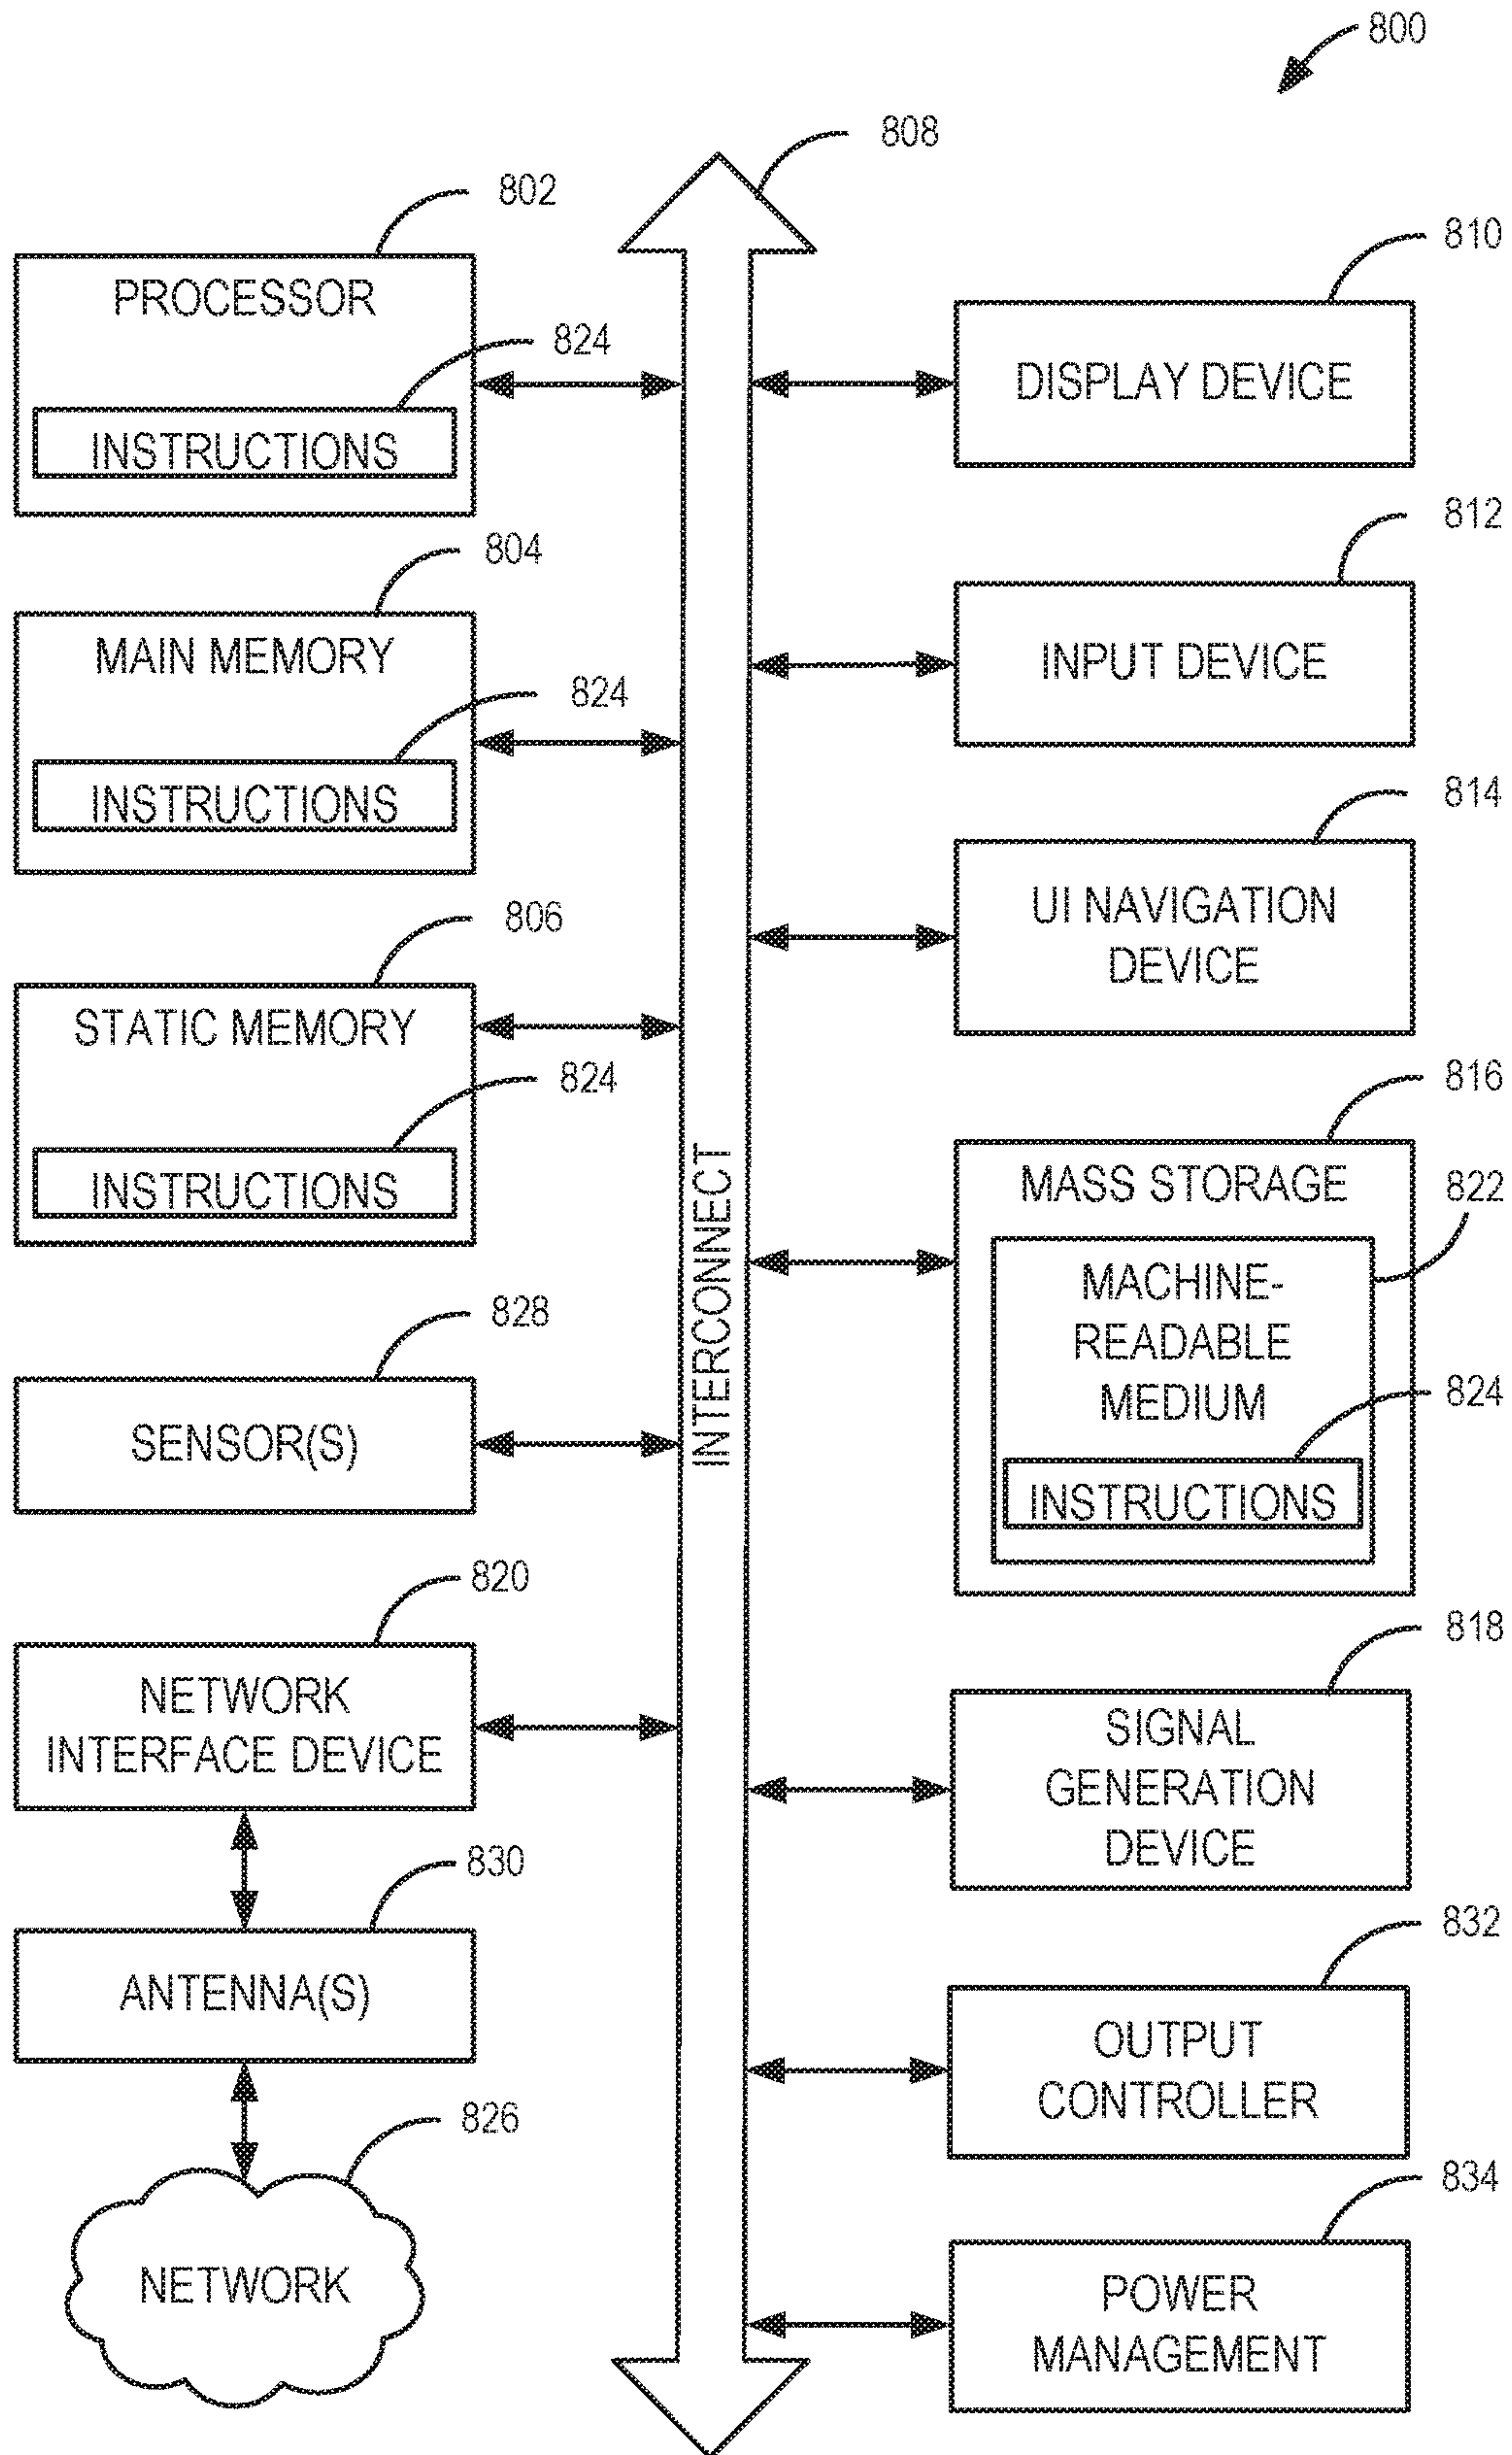 800
808
802
PROCESSOR
824
INSTRUCTIONS
804
MAIN MEMORY
824
INSTRUCTIONS
806
STATIC MEMORY
824
INSTRUCTIONS
828
SENSOR(S)
820
NETWORK
INTERFACE DEVICE
830
ANTENNA(S)
826
NETWORK
INTERCONNECT
810
DISPLAY DEVICE
812
INPUT DEVICE
814
UI NAVIGATION
DEVICE
816
MASS STORAGE
822
MACHINE-
READABLE
MEDIUM
824
INSTRUCTIONS
818
SIGNAL
GENERATION
DEVICE
832
OUTPUT
CONTROLLER
834
POWER
MANAGEMENT